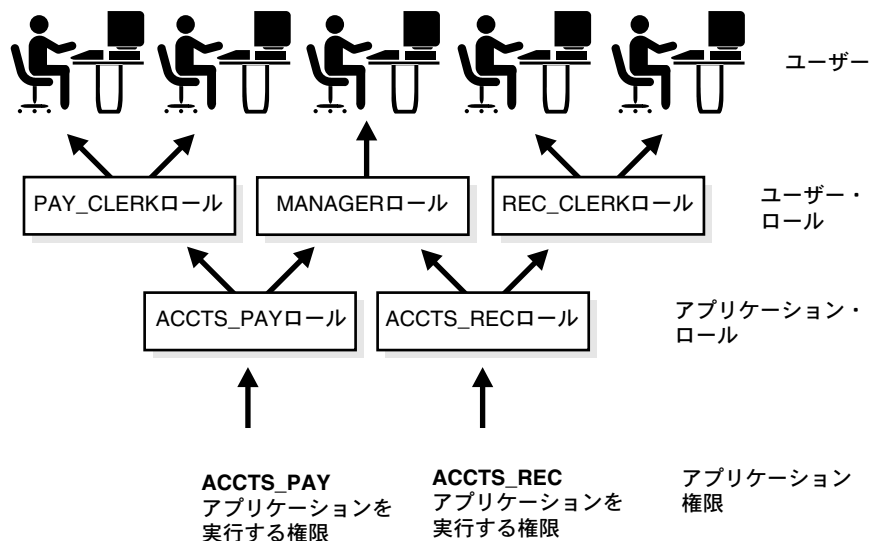 ユーザー
PAY_CLERKロール
MANAGERロール
REC_CLERKロール
ユーザー・
ロール
ACCTS_PAYロール
ACCTS_RECロール
アプリケーション・
ロール
ACCTS_PAY
アプリケーションを
実行する権限
ACCTS_REC
アプリケーションを
実行する権限
アプリケーション
権限